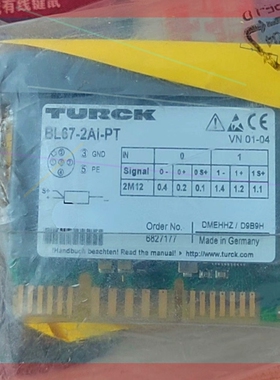 TURCK
BL67-2AI-PT
VN 01-04
3 GND
5 PE
IN 0 1
Signal 0- 0+ 0 S+ 1- 1+ 1S+
2M12 0.4 0.2 0.1 1.4 1.2 1.1
S+
Order No. DMEHHZ / D9B9H
6827177 Made in Germany
Handbuch beachten! Read the manual! • http://www.turck.com